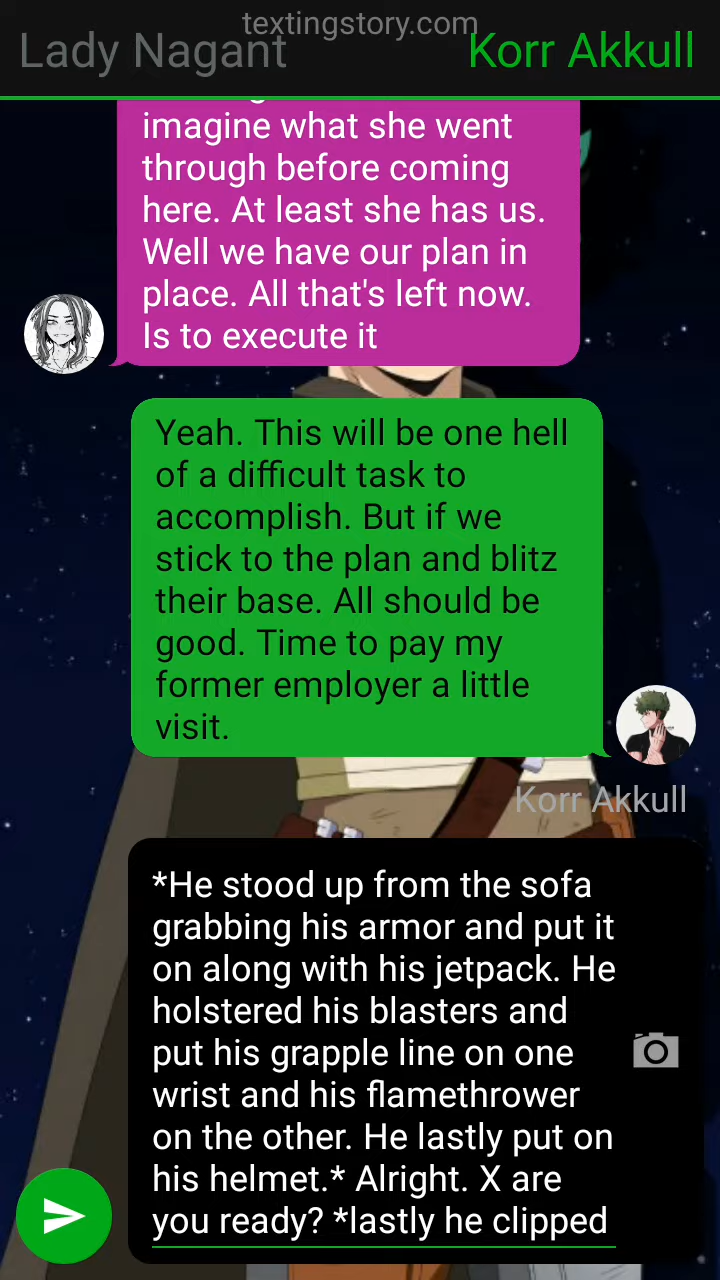 textingstory.com
Lady Nagant
Korr Akkull
imagine what she went
through before coming
here. At least she has us.
Well we have our plan in
place. All that's left now.
Is to execute it
Yeah. This will be one hell
of a difficult task to
accomplish. But if we
stick to the plan and blitz
their base. All should be
good. Time to pay my
former employer a little
visit.
Korr Akkull
*He stood up from the sofa
grabbing his armor and put it
on along with his jetpack. He
holstered his blasters and
put his grapple line on one
wrist and his flamethrower
on the other. He lastly put on
his helmet.* Alright. X are
you ready? *lastly he clipped